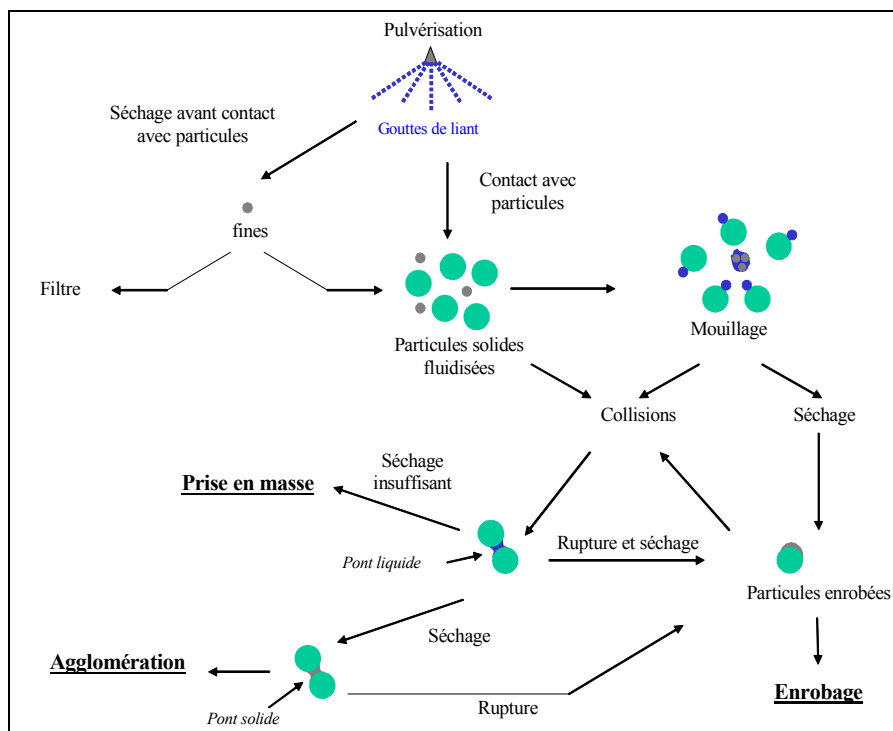 Pulvérisation
Séchage avant contact
avec particules
Gouttes de liant
Contact avec
particules
fines
Filtre
Particules solides
fluidisées
Mouillage
Collisions
Séchage
Séchage
insuffisant
Prise en masse
Pont liquide
Rupture et séchage
Particules enrobées
Séchage
Agglomération
Pont solide
Rupture
Enrobage